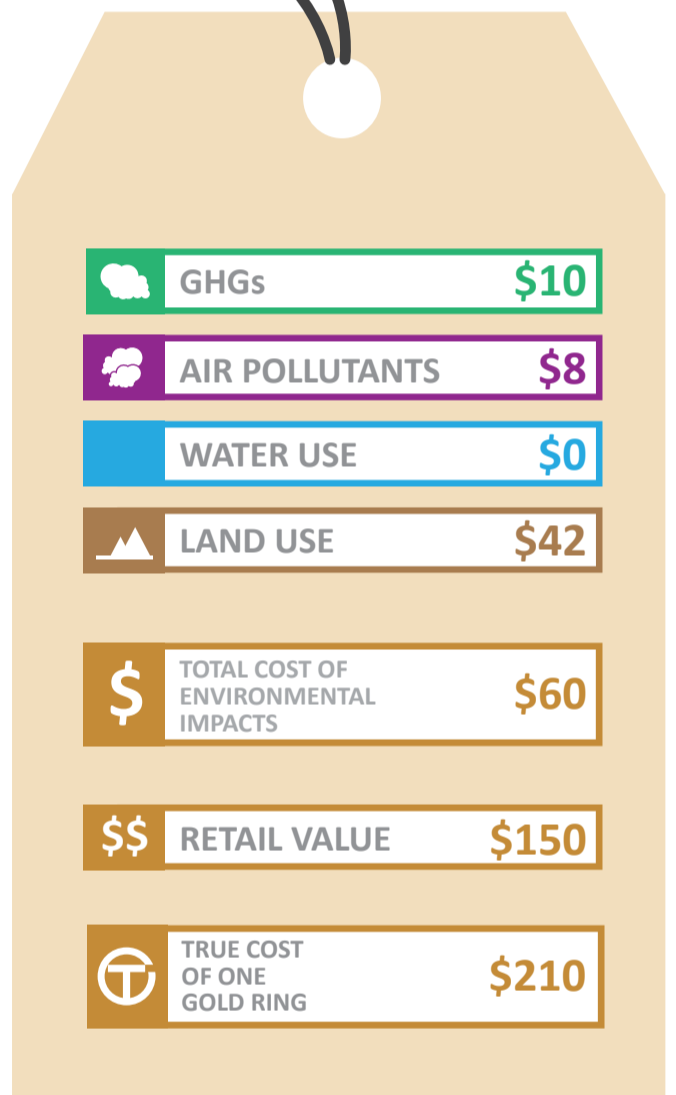 GHGs $10
AIR POLLUTANTS $8
WATER USE $0
LAND USE $42
$ TOTAL COST OF
ENVIRONMENTAL $60
IMPACTS
$$ RETAIL VALUE $150
TRUE COST
T OF ONE $210
GOLD RING